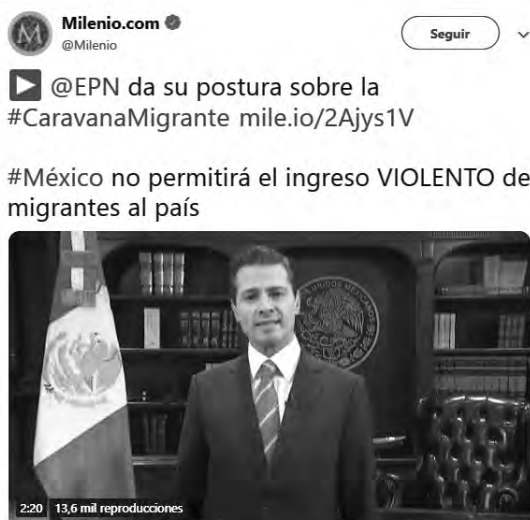 Milenio.com
@Milenio
Seguir
@EPN da su postura sobre la
#CaravanaMigrante mile.io/2Ajys1V
#México no permitirá el ingreso VIOLENTO de
migrantes al país
2:20 13,6 mil reproducciones